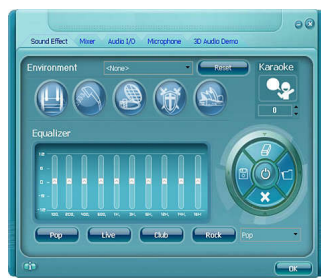 Sound Effect Mixer Audio I/O Microphone 3D Audio Demo
Environment <None> Reset Karaoke
0
Equalizer
Pop Live Club Rock Pop
OK